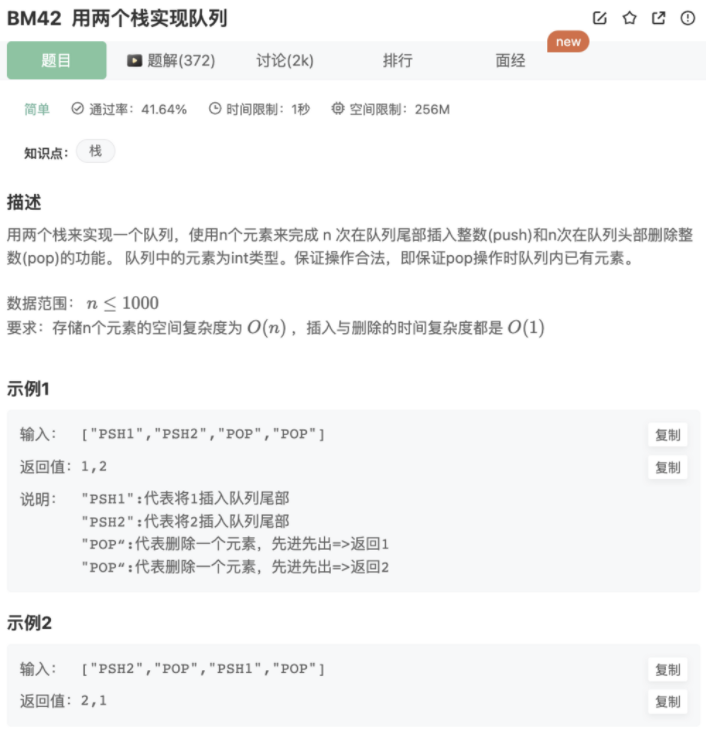 BM42 用两个栈实现队列
题目 题解(372) 讨论(2k) 排行 面经 new
简单 通过率：41.64% 时间限制：1秒 空间限制：256M
知识点： 栈
描述
用两个栈来实现一个队列，使用n个元素来完成 n 次在队列尾部插入整数(push)和n次在队列头部删除整
数(pop)的功能。 队列中的元素为int类型。保证操作合法，即保证pop操作时队列内已有元素。
数据范围： n ≤ 1000
要求：存储n个元素的空间复杂度为 O(n) ，插入与删除的时间复杂度都是 O(1)
示例1
输入： ["PSH1","PSH2","POP","POP"] 复制
返回值：1,2 复制
说明： "PSH1":代表将1插入队列尾部
"PSH2":代表将2插入队列尾部
"POP“:代表删除一个元素，先进先出=>返回1
"POP“:代表删除一个元素，先进先出=>返回2
示例2
输入： ["PSH2","POP","PSH1","POP"] 复制
返回值：2,1 复制